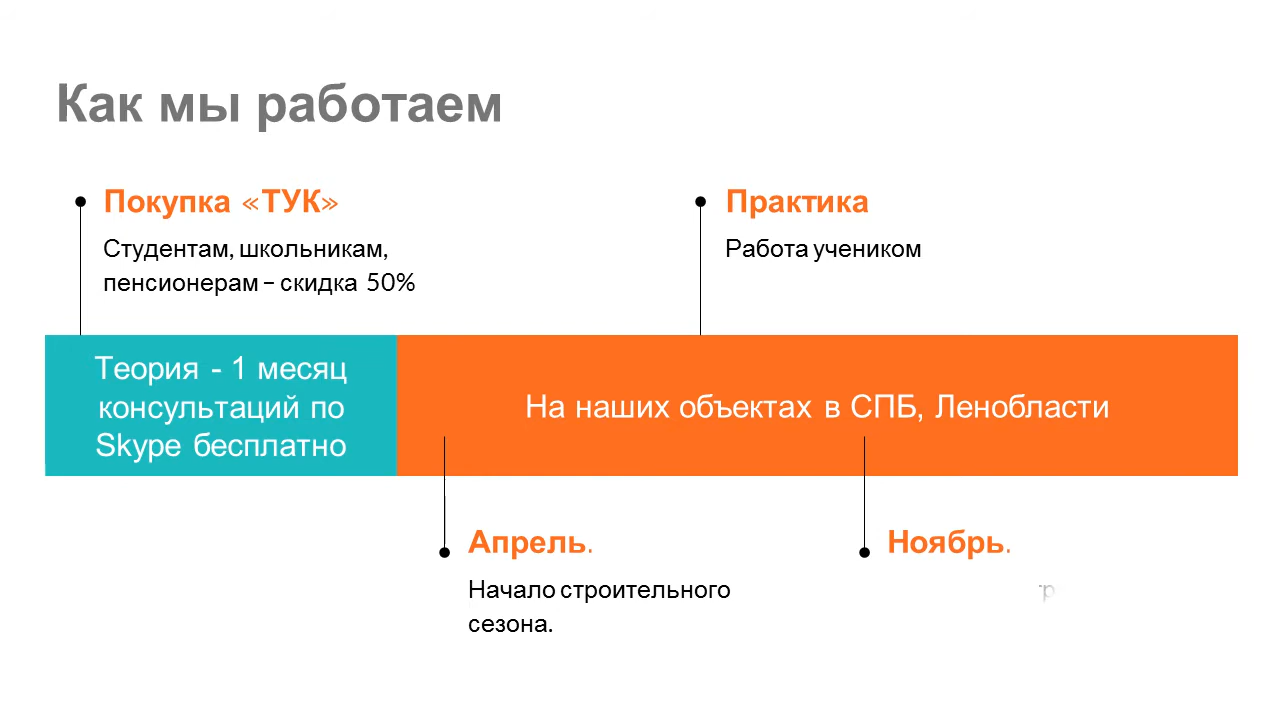 Как мы работаем
Покупка «ТУК»
Студентам, школьникам,
пенсионерам – скидка 50%
Практика
Работа учеником
Теория - 1 месяц
консультаций по
Skype бесплатно
На наших объектах в СПБ, Ленобласти
Апрель.
Начало строительного
сезона.
Ноябрь.